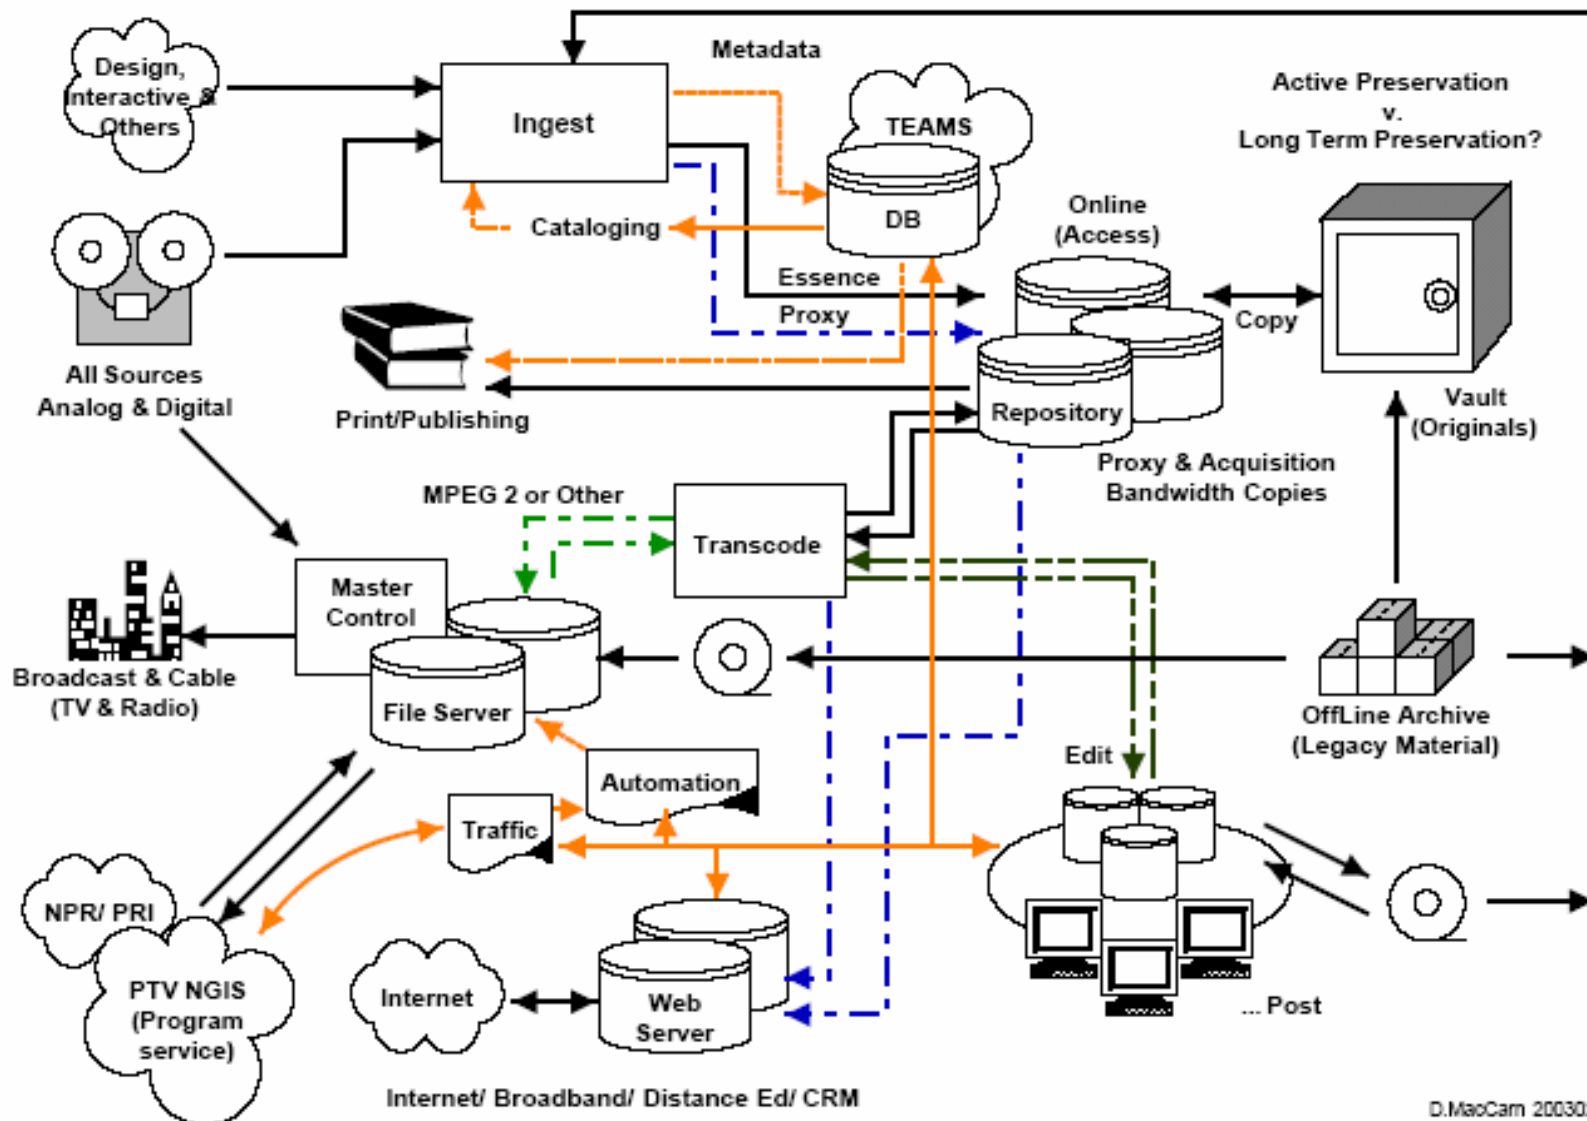 Design,
Interactive &
Others
Metadata
Ingest
TEAMS
DB
Active Preservation
v.
Long Term Preservation?
Cataloging
Online
(Access)
Essence
Proxy
Copy
All Sources
Analog & Digital
Print/Publishing
Repository
Vault
(Originals)
Proxy & Acquisition
Bandwidth Copies
MPEG 2 or Other
Transcode
Master
Control
Broadcast & Cable
(TV & Radio)
File Server
OffLine Archive
(Legacy Material)
Edit
Automation
Traffic
NPR/ PRI
PTV NGIS
(Program
service)
Internet
Web
Server
... Post
Internet/ Broadband/ Distance Ed/ CRM